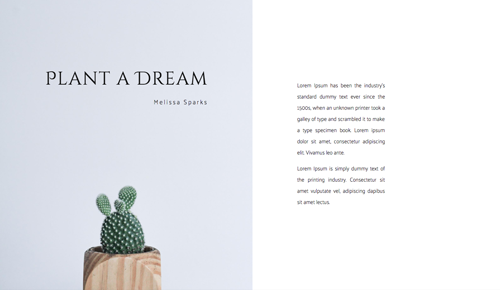 PLANT A DREAM
Melissa Sparks
Lorem Ipsum has been the industry's
standard dummy text ever since the
1500s, when an unknown printer took a
galley of type and scrambled it to make
a type specimen book. Lorem ipsum
dolor sit amet, consectetur adipiscing
elit. Vivamus leo ante.
Lorem Ipsum is simply dummy text of
the printing industry. Consectetur sit
amet vulputate vel, adipiscing dapibus
sit amet lectus.